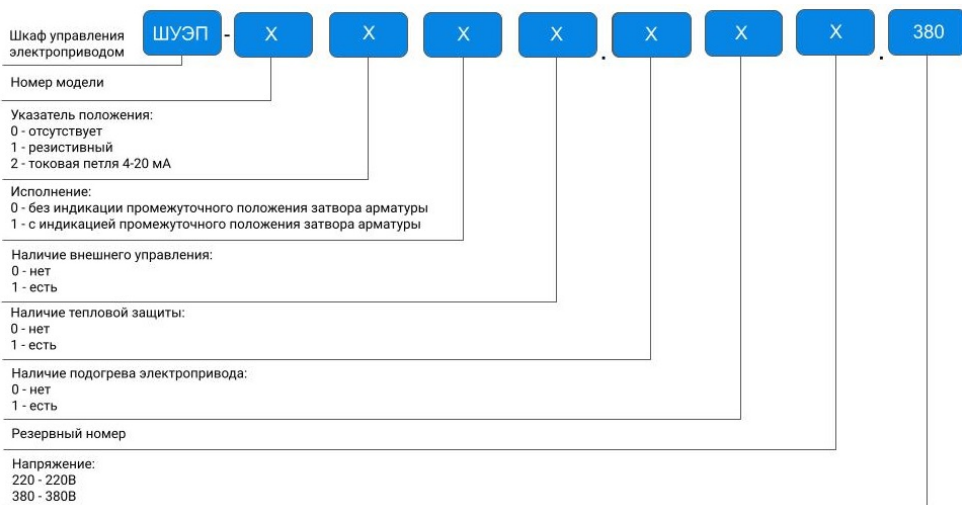 Шкаф управления
электроприводом
ШУЭП - X X X X . X X X . 380
Номер модели
Указатель положения:
0 - отсутствует
1 - резистивный
2 - токовая петля 4-20 мА
Исполнение:
0 - без индикации промежуточного положения затвора арматуры
1 - с индикацией промежуточного положения затвора арматуры
Наличие внешнего управления:
0 - нет
1 - есть
Наличие тепловой защиты:
0 - нет
1 - есть
Наличие подогрева электропривода:
0 - нет
1 - есть
Резервный номер
Напряжение:
220 - 220В
380 - 380В